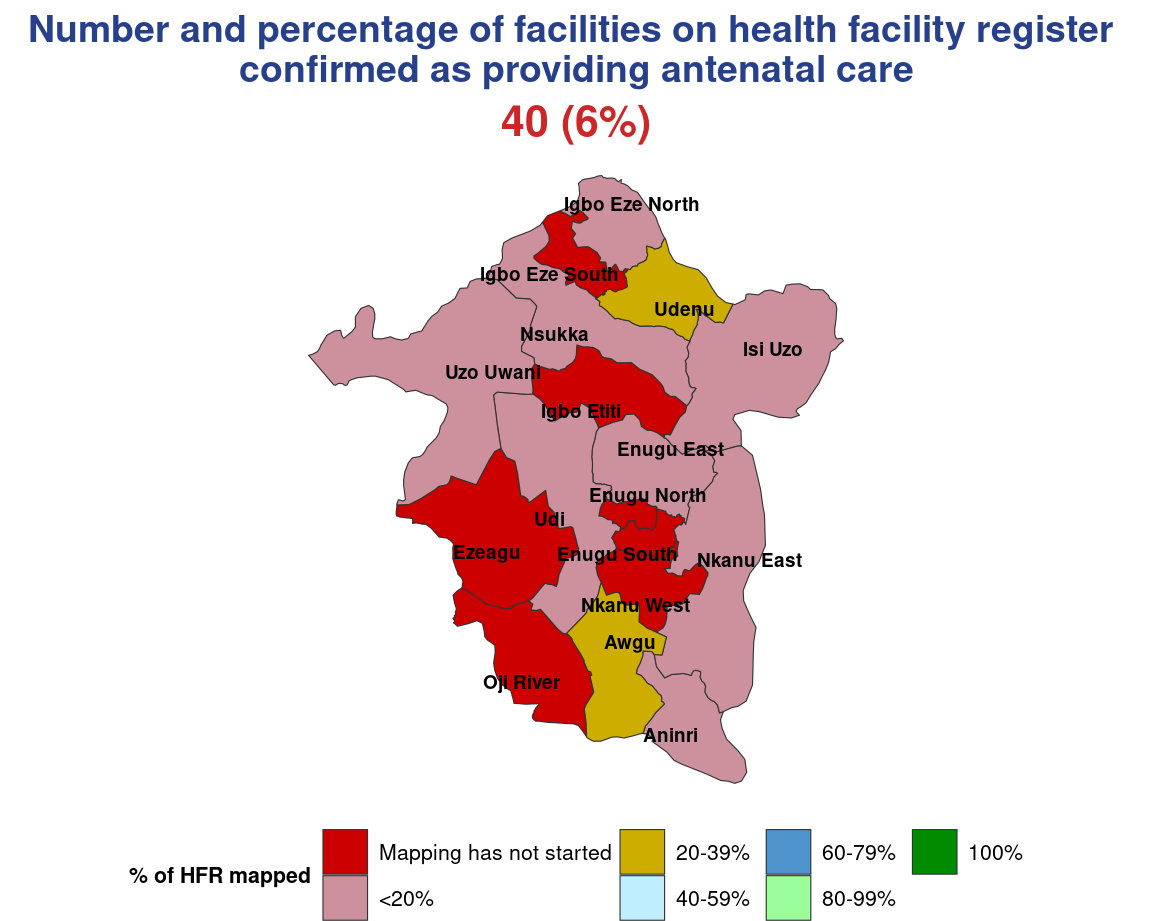 Number and percentage of facilities on health facility register
confirmed as providing antenatal care
40 (6%)
Igbo Eze North
Igbo Eze South
Udenu
Nsukka
Isi Uzo
Uzo Uwani
Igbo Etiti
Enugu East
Enugu North
Udi
Ezeagu
Enugu South
Nkanu East
Nkanu West
Awgu
Oji River
Aninri
% of HFR mapped
Mapping has not started
<20%
20-39%
40-59%
60-79%
80-99%
100%